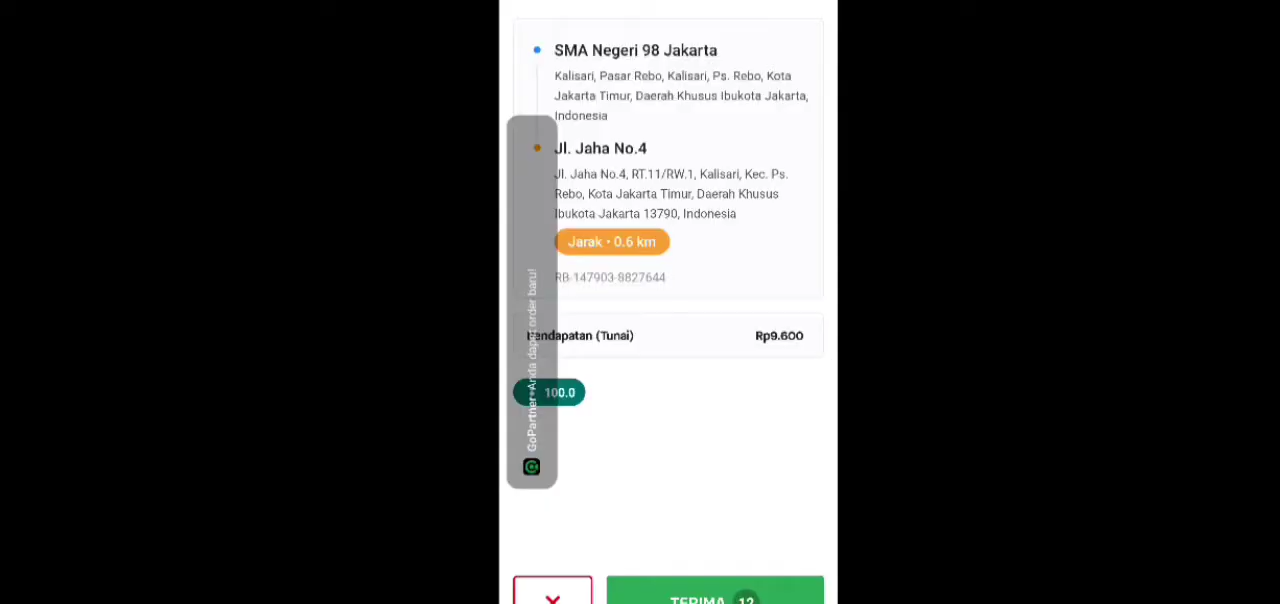 SMA Negeri 98 Jakarta
Kalisari, Pasar Rebo, Kalisari, Ps. Rebo, Kota
Jakarta Timur, Daerah Khusus Ibukota Jakarta,
Indonesia
Jl. Jaha No.4
Jl. Jaha No.4, RT.11/RW.1, Kalisari, Kec. Ps.
Rebo, Kota Jakarta Timur, Daerah Khusus
Ibukota Jakarta 13790, Indonesia
Jarak • 0.6 km
RB-147903-8827644
Pendapatan (Tunai) Rp9.600
100.0
GoPartner•Anda dapat order baru!
TERIMA 12